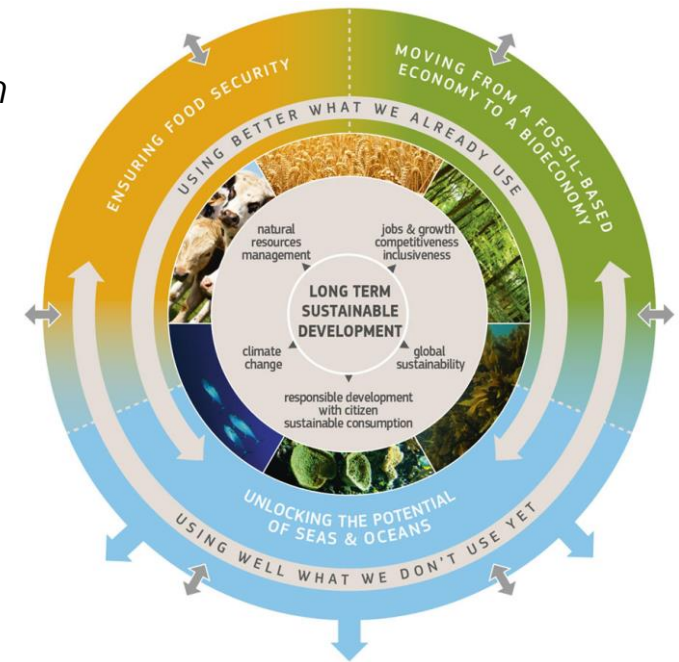 n
ENSURING FOOD SECURITY
MOVING FROM A FOSSIL-BASED
ECONOMY TO A BIOECONOMY
USING BETTER WHAT WE ALREADY USE
natural
resources
management
jobs & growth
competitiveness
inclusiveness
LONG TERM
SUSTAINABLE
DEVELOPMENT
climate
change
global
sustainability
responsible development
with citizen
sustainable consumption
UNLOCKING THE POTENTIAL
OF SEAS & OCEANS
USING WELL WHAT WE DON'T USE YET